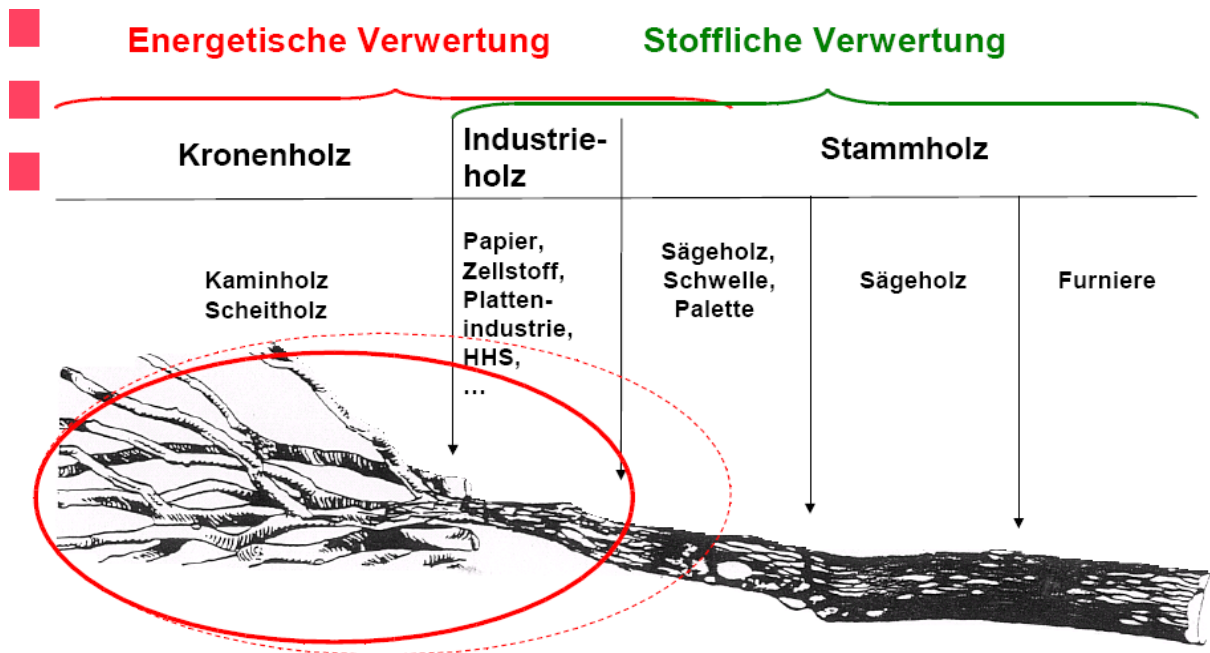 Energetische Verwertung
Stoffliche Verwertung
Kronenholz
Industrie-
holz
Stammholz
Kaminholz
Scheitholz
Papier,
Zellstoff,
Platten-
industrie,
HHS,
...
Sägeholz,
Schwelle,
Palette
Sägeholz
Furniere